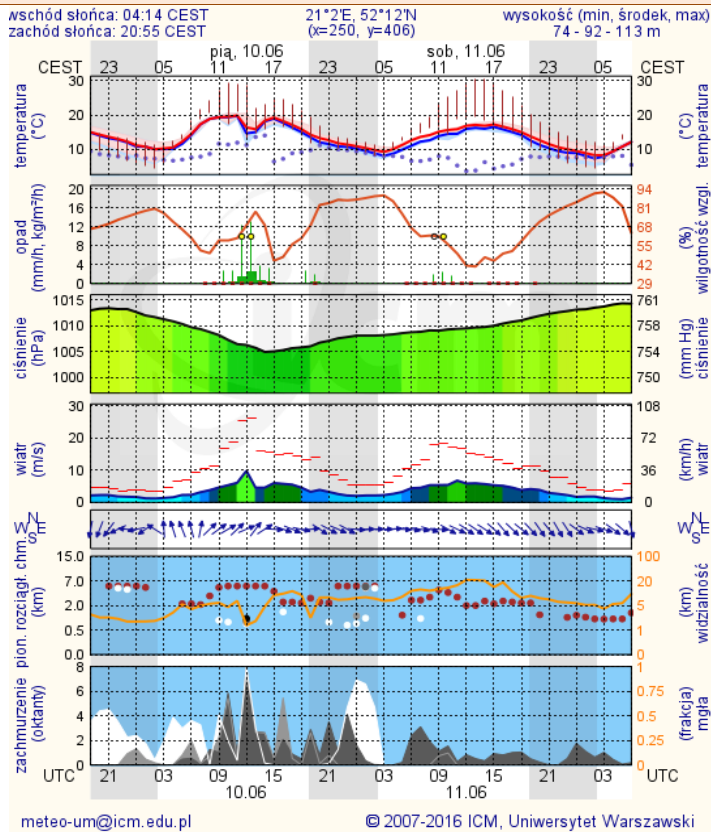 wschód słońca: 04:14 CEST 21°2'E, 52°12'N wysokość (min, środek, max)
zachód słońca: 20:55 CEST (x=250, y=406) 74 - 92 - 113 m
pią, 10.06 sob, 11.06
CEST 23 05 11 17 23 05 11 17 23 05 CEST
temperatura
(°C)
30
20
10
30
20
10
(°C)
temperatura
opad
(mm/h, kg/m²/h)
20
16
12
8
4
0
94
81
68
55
42
29
(%)
wilgotność wzgl.
ciśnienie
(hPa)
1015
1010
1005
1000
761
758
754
750
(mm Hg)
ciśnienie
wiatr
(m/s)
30
20
10
0
108
72
36
0
(km/h)
wiatr
N
W E
S
N
W E
S
pion. rozciągł. chm.
(km)
15.0
7.0
2.0
0.5
0.0
100
20
5
1
0
(km)
widzialność
zachmurzenie
(oktanty)
8
6
4
2
0
1
0.75
0.5
0.25
0
(frakcja)
mgła
UTC 21 03 09 15 21 03 09 15 21 03 UTC
10.06 11.06
meteo-um@icm.edu.pl © 2007-2016 ICM, Uniwersytet Warszawski